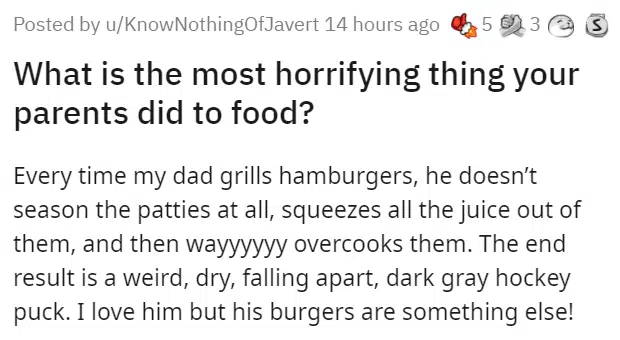 Posted by u/KnowNothingOfJavert 14 hours ago 5 3 S
What is the most horrifying thing your
parents did to food?
Every time my dad grills hamburgers, he doesn’t
season the patties at all, squeezes all the juice out of
them, and then wayyyyyy overcooks them. The end
result is a weird, dry, falling apart, dark gray hockey
puck. I love him but his burgers are something else!